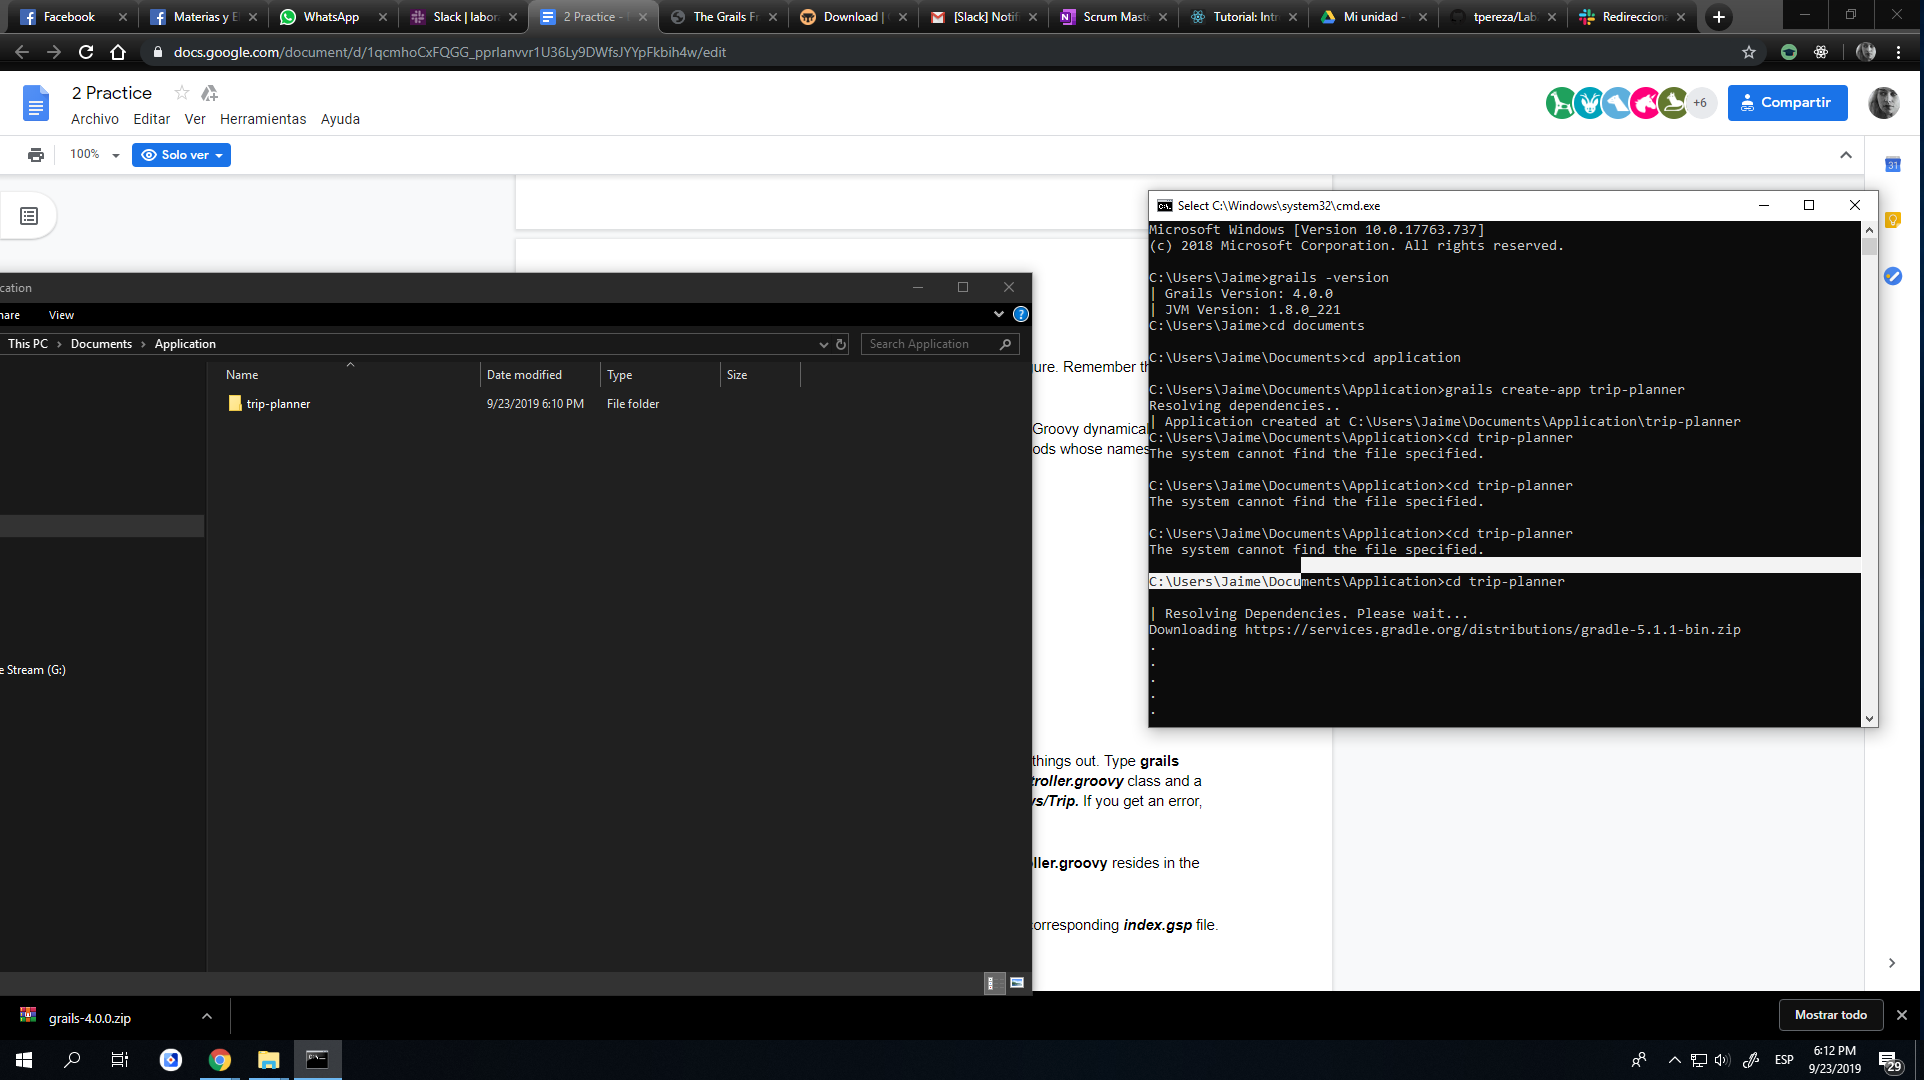 Facebook
Materias y E
WhatsApp
Slack | labora
2 Practice -
The Grails Fr
Download |
[Slack] Notif
Scrum Maste
Tutorial: Intr
Mi unidad -
tpereza/Lab
Redirecciona
docs.google.com/document/d/1qcmhoCxFQGG_pprIanvvr1U36Ly9DWfsJYYpFkbih4w/edit
2 Practice
Archivo Editar Ver Herramientas Ayuda
+6
Compartir
100%
Solo ver
31
Select C:\Windows\system32\cmd.exe
Microsoft Windows [Version 10.0.17763.737]
(c) 2018 Microsoft Corporation. All rights reserved.
C:\Users\Jaime>grails -version
| Grails Version: 4.0.0
| JVM Version: 1.8.0_221
C:\Users\Jaime>cd documents
C:\Users\Jaime\Documents>cd application
C:\Users\Jaime\Documents\Application>grails create-app trip-planner
Resolving dependencies..
| Application created at C:\Users\Jaime\Documents\Application\trip-planner
C:\Users\Jaime\Documents\Application><cd trip-planner
The system cannot find the file specified.
C:\Users\Jaime\Documents\Application><cd trip-planner
The system cannot find the file specified.
C:\Users\Jaime\Documents\Application><cd trip-planner
The system cannot find the file specified.
C:\Users\Jaime\Documents\Application>cd trip-planner
| Resolving Dependencies. Please wait...
Downloading https://services.gradle.org/distributions/gradle-5.1.1-bin.zip
.
.
.
.
.
cation
hare View
This PC > Documents > Application
Search Application
Name Date modified Type Size
trip-planner 9/23/2019 6:10 PM File folder
e Stream (G:)
ure. Remember th
Groovy dynamical
ods whose names
things out. Type grails
troller.groovy class and a
vs/Trip. If you get an error,
ller.groovy resides in the
corresponding index.gsp file.
grails-4.0.0.zip
Mostrar todo
ESP
6:12 PM
9/23/2019
29